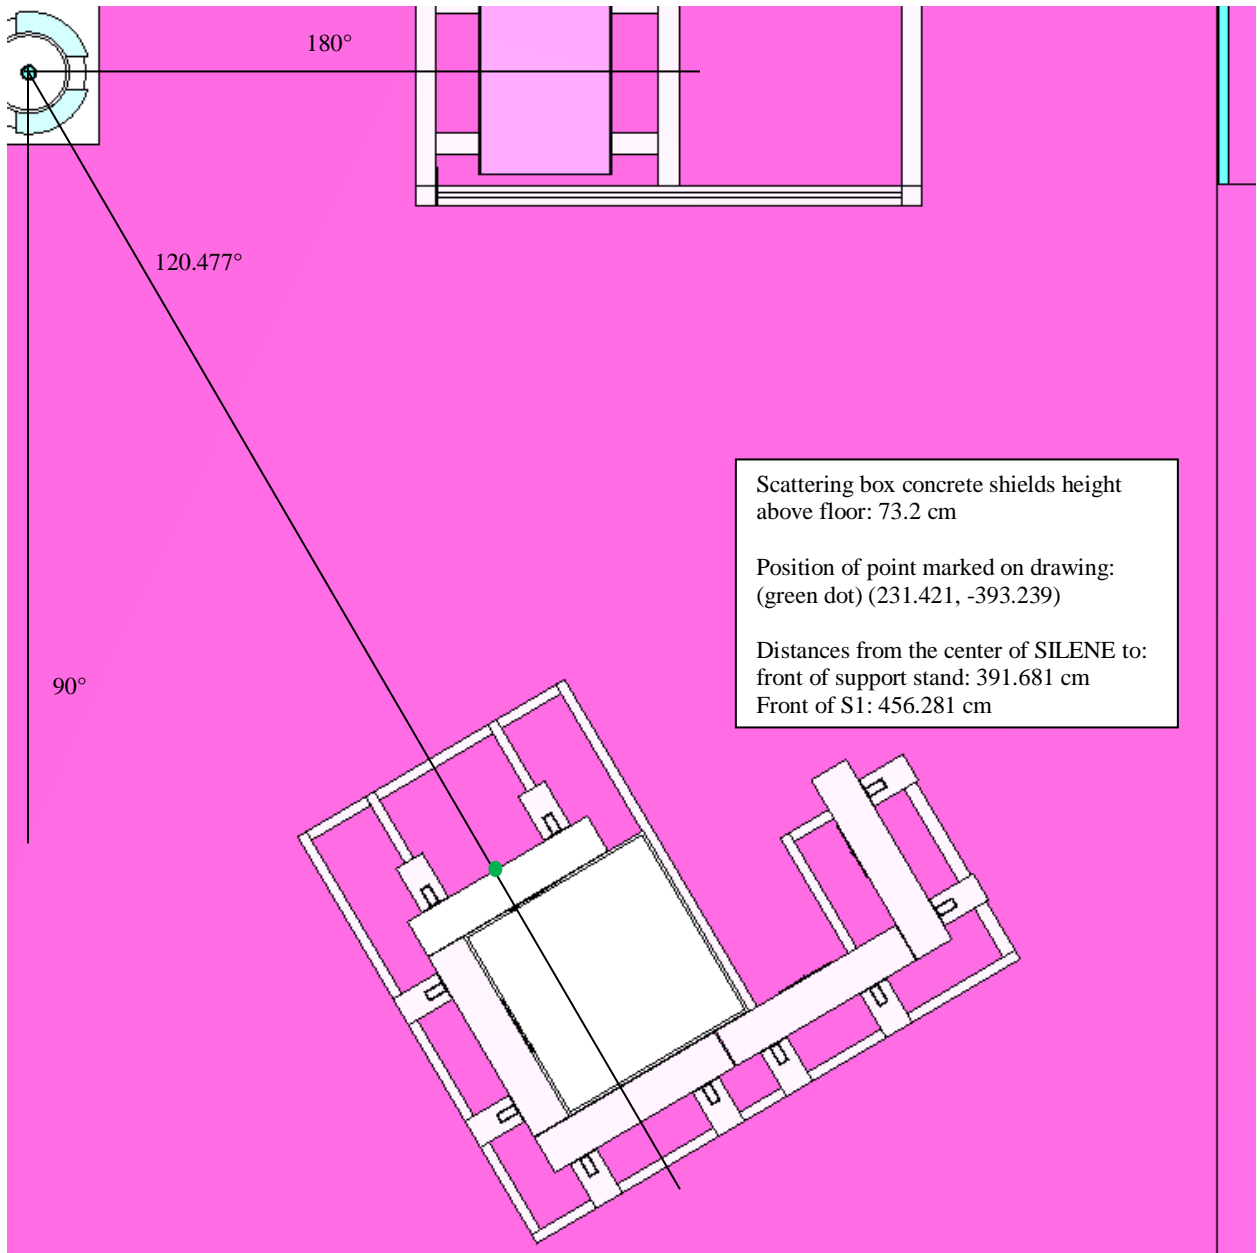 180°
120.477°
Scattering box concrete shields height
above floor: 73.2 cm
Position of point marked on drawing:
(green dot) (231.421, -393.239)
Distances from the center of SILENE to:
front of support stand: 391.681 cm
Front of S1: 456.281 cm
90°